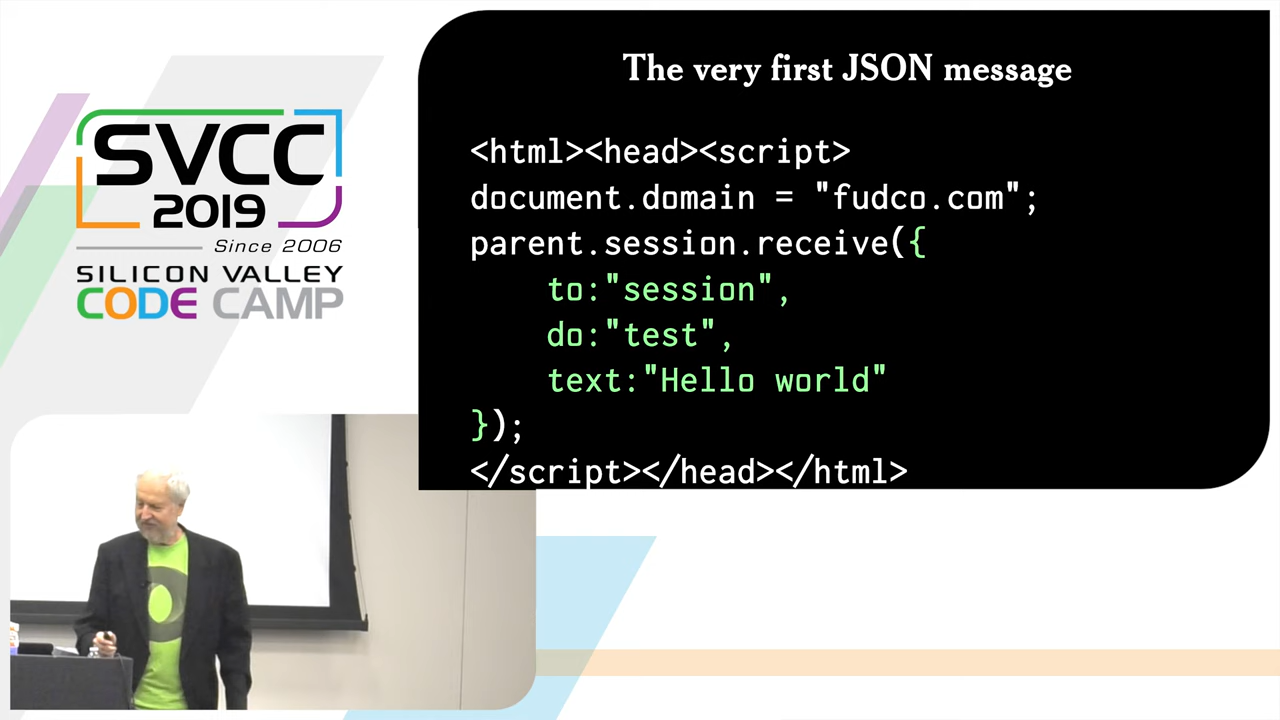 SVCC
2019
Since 2006
SILICON VALLEY
CODE CAMP
The very first JSON message
<html><head><script>
document.domain = "fudco.com";
parent.session.receive({
    to:"session",
    do:"test",
    text:"Hello world"
});
</script></head></html>